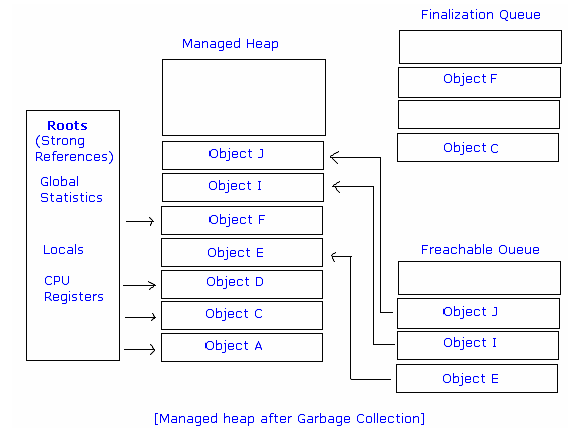 Finalization Queue
Managed Heap
Object F
Object C
Roots
(Strong
References)
Global
Statistics
Locals
CPU
Registers
Object J
Object I
Object F
Object E
Object D
Object C
Object A
Freachable Oueue
Object J
Object I
Object E
[Managed heap after Garbage Collection]